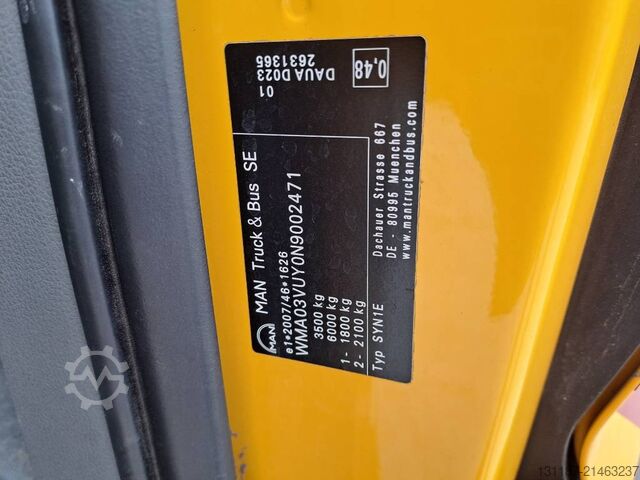 MAN
MAN Truck & Bus SE
e1*2007/46*1626
WMA03VUY0N9002471
3500 kg
6000 kg
1- 1800 kg
2- 2100 kg
Typ SYN1E
01
DAUA D023
2631365
0,48
Dachauer Strasse 667
DE - 80995 Muenchen
www.mantruckandbus.com